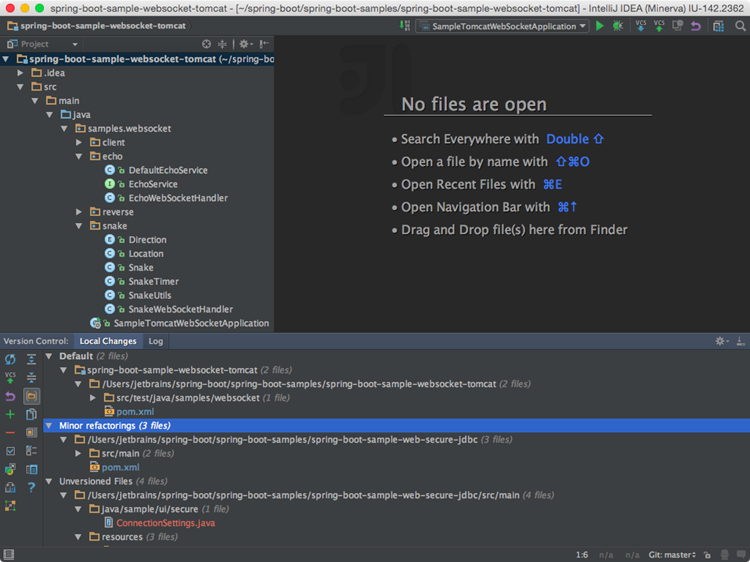 spring-boot-sample-websocket-tomcat - [~/spring-boot/spring-boot-samples/spring-boot-sample-websocket-tomcat] - IntelliJ IDEA (Minerva) IU-142.2362
spring-boot-sample-websocket-tomcat
SampleTomcatWebSocketApplication
VCS
VCS
Project
spring-boot-sample-websocket-tomcat (~/spring-bo
.idea
src
main
java
samples.websocket
client
echo
DefaultEchoService
EchoService
EchoWebSocketHandler
reverse
snake
Direction
Location
Snake
SnakeTimer
SnakeUtils
SnakeWebSocketHandler
SampleTomcatWebSocketApplication
No files are open
• Search Everywhere with Double ⇧
• Open a file by name with ⇧⌘O
• Open Recent Files with ⌘E
• Open Navigation Bar with ⌘↑
• Drag and Drop file(s) here from Finder
Version Control: Local Changes Log
VCS
Default (2 files)
spring-boot-sample-websocket-tomcat (2 files)
/Users/jetbrains/spring-boot/spring-boot-samples/spring-boot-sample-websocket-tomcat (2 files)
src/test/java/samples/websocket (1 file)
pom.xml
Minor refactorings (3 files)
/Users/jetbrains/spring-boot/spring-boot-samples/spring-boot-sample-web-secure-jdbc (3 files)
src/main (2 files)
pom.xml
Unversioned Files (4 files)
/Users/jetbrains/spring-boot/spring-boot-samples/spring-boot-sample-web-secure-jdbc/src/main (4 files)
java/sample/ui/secure (1 file)
ConnectionSettings.java
resources (3 files)
1:6 n/a n/a Git: master